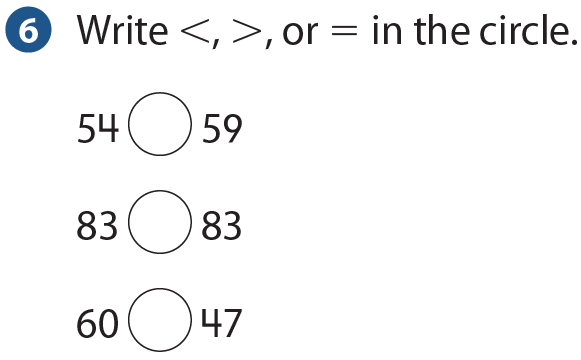 6 Write <, >, or = in the circle.
54 59
83 83
60 47